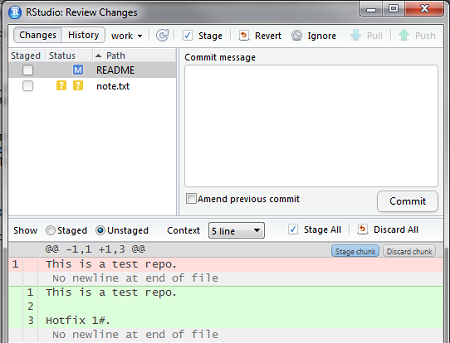 RStudio: Review Changes
Changes History work Stage Revert Ignore Pull Push
Staged Status Path
M README
? ? note.txt
Commit message
Amend previous commit
Commit
Show Staged Unstaged Context 5 line Stage All Discard All
@@ -1,1 +1,3 @@ Stage chunk Discard chunk
1 This is a test repo.
No newline at end of file
1 This is a test repo.
2
3 Hotfix 1#.
No newline at end of file